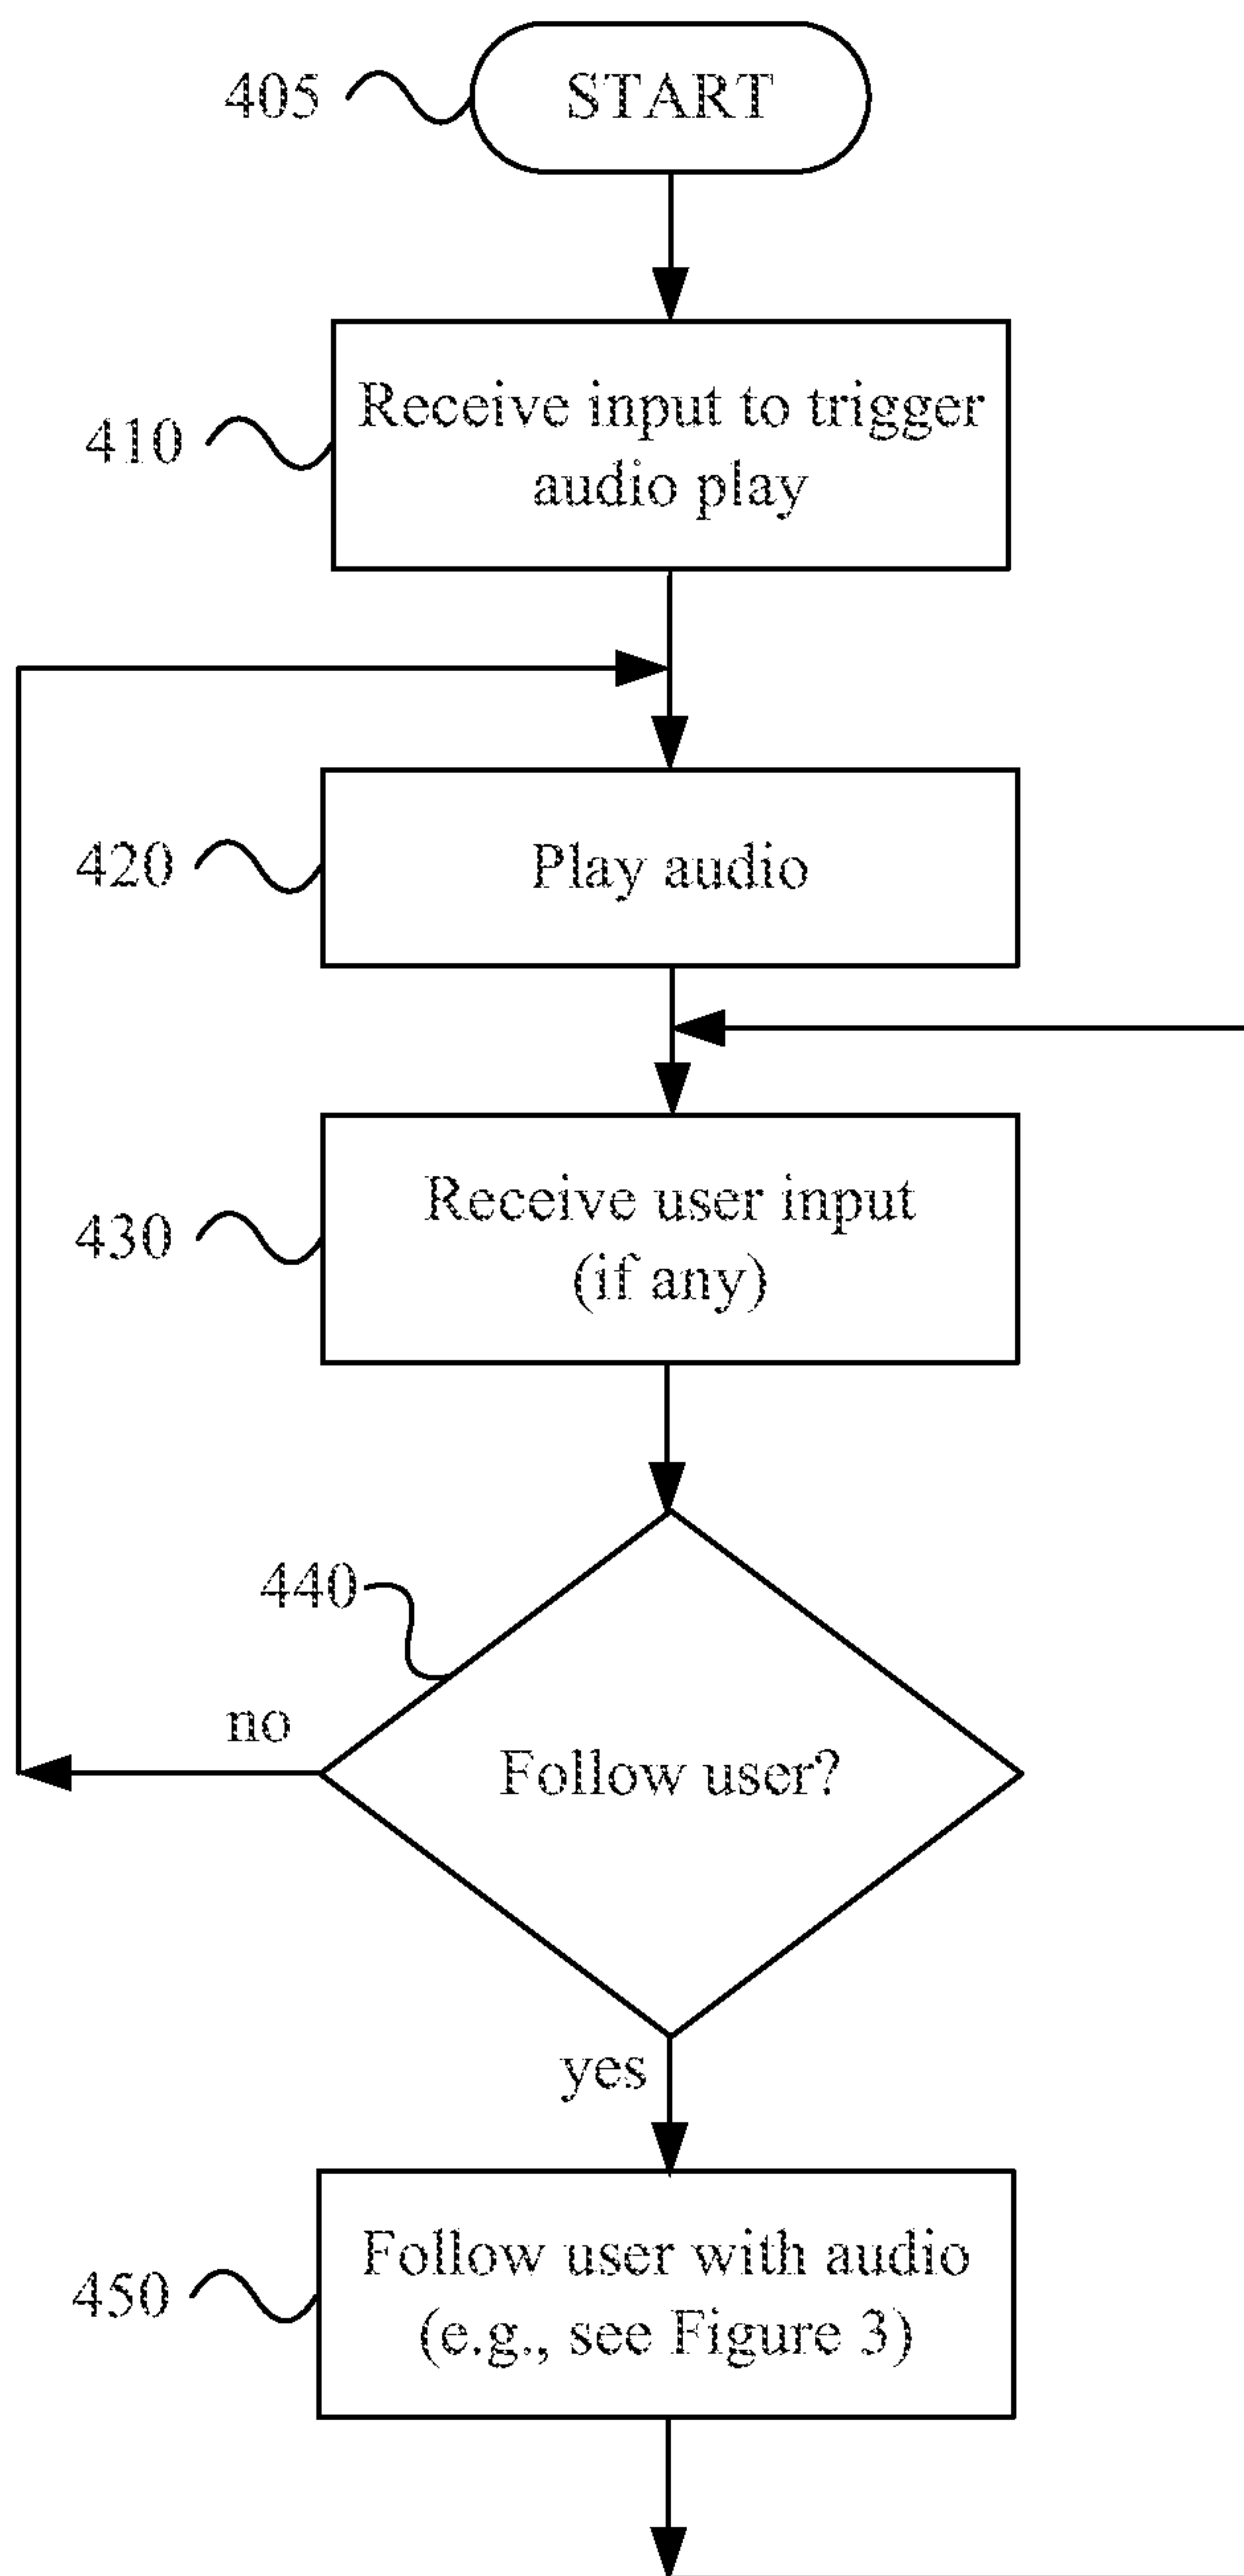 405
START
410
Receive input to trigger
audio play
420
Play audio
430
Receive user input
(if any)
440
no
Follow user?
yes
450
Follow user with audio
(e.g., see Figure 3)